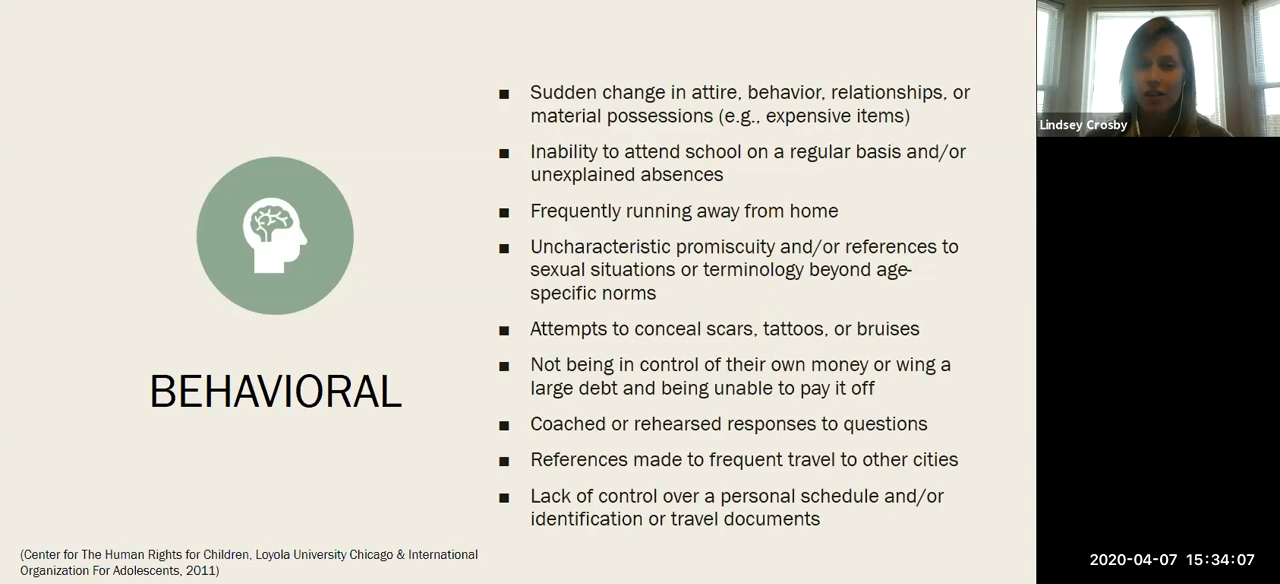 Sudden change in attire, behavior, relationships, or
material possessions (e.g., expensive items)
Inability to attend school on a regular basis and/or
unexplained absences
Frequently running away from home
Uncharacteristic promiscuity and/or references to
sexual situations or terminology beyond age-
specific norms
Attempts to conceal scars, tattoos, or bruises
Not being in control of their own money or wing a
large debt and being unable to pay it off
Coached or rehearsed responses to questions
References made to frequent travel to other cities
Lack of control over a personal schedule and/or
identification or travel documents
BEHAVIORAL
(Center for The Human Rights for Children, Loyola University Chicago & International
Organization For Adolescents, 2011)
Lindsey Crosby
2020-04-07 15:34:07